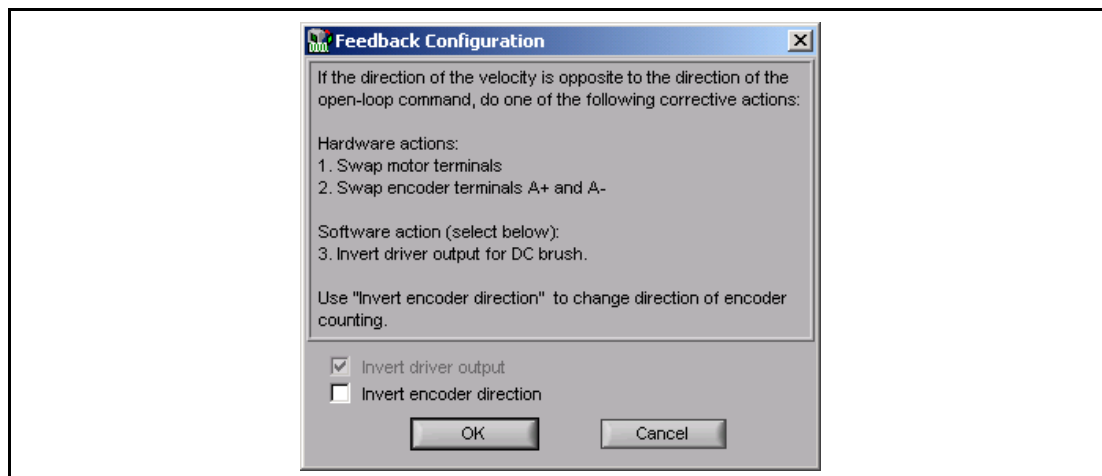 Feedback Configuration
If the direction of the velocity is opposite to the direction of the
open-loop command, do one of the following corrective actions:
Hardware actions:
1. Swap motor terminals
2. Swap encoder terminals A+ and A-
Software action (select below):
3. Invert driver output for DC brush.
Use "Invert encoder direction" to change direction of encoder
counting.
Invert driver output
Invert encoder direction
OK Cancel